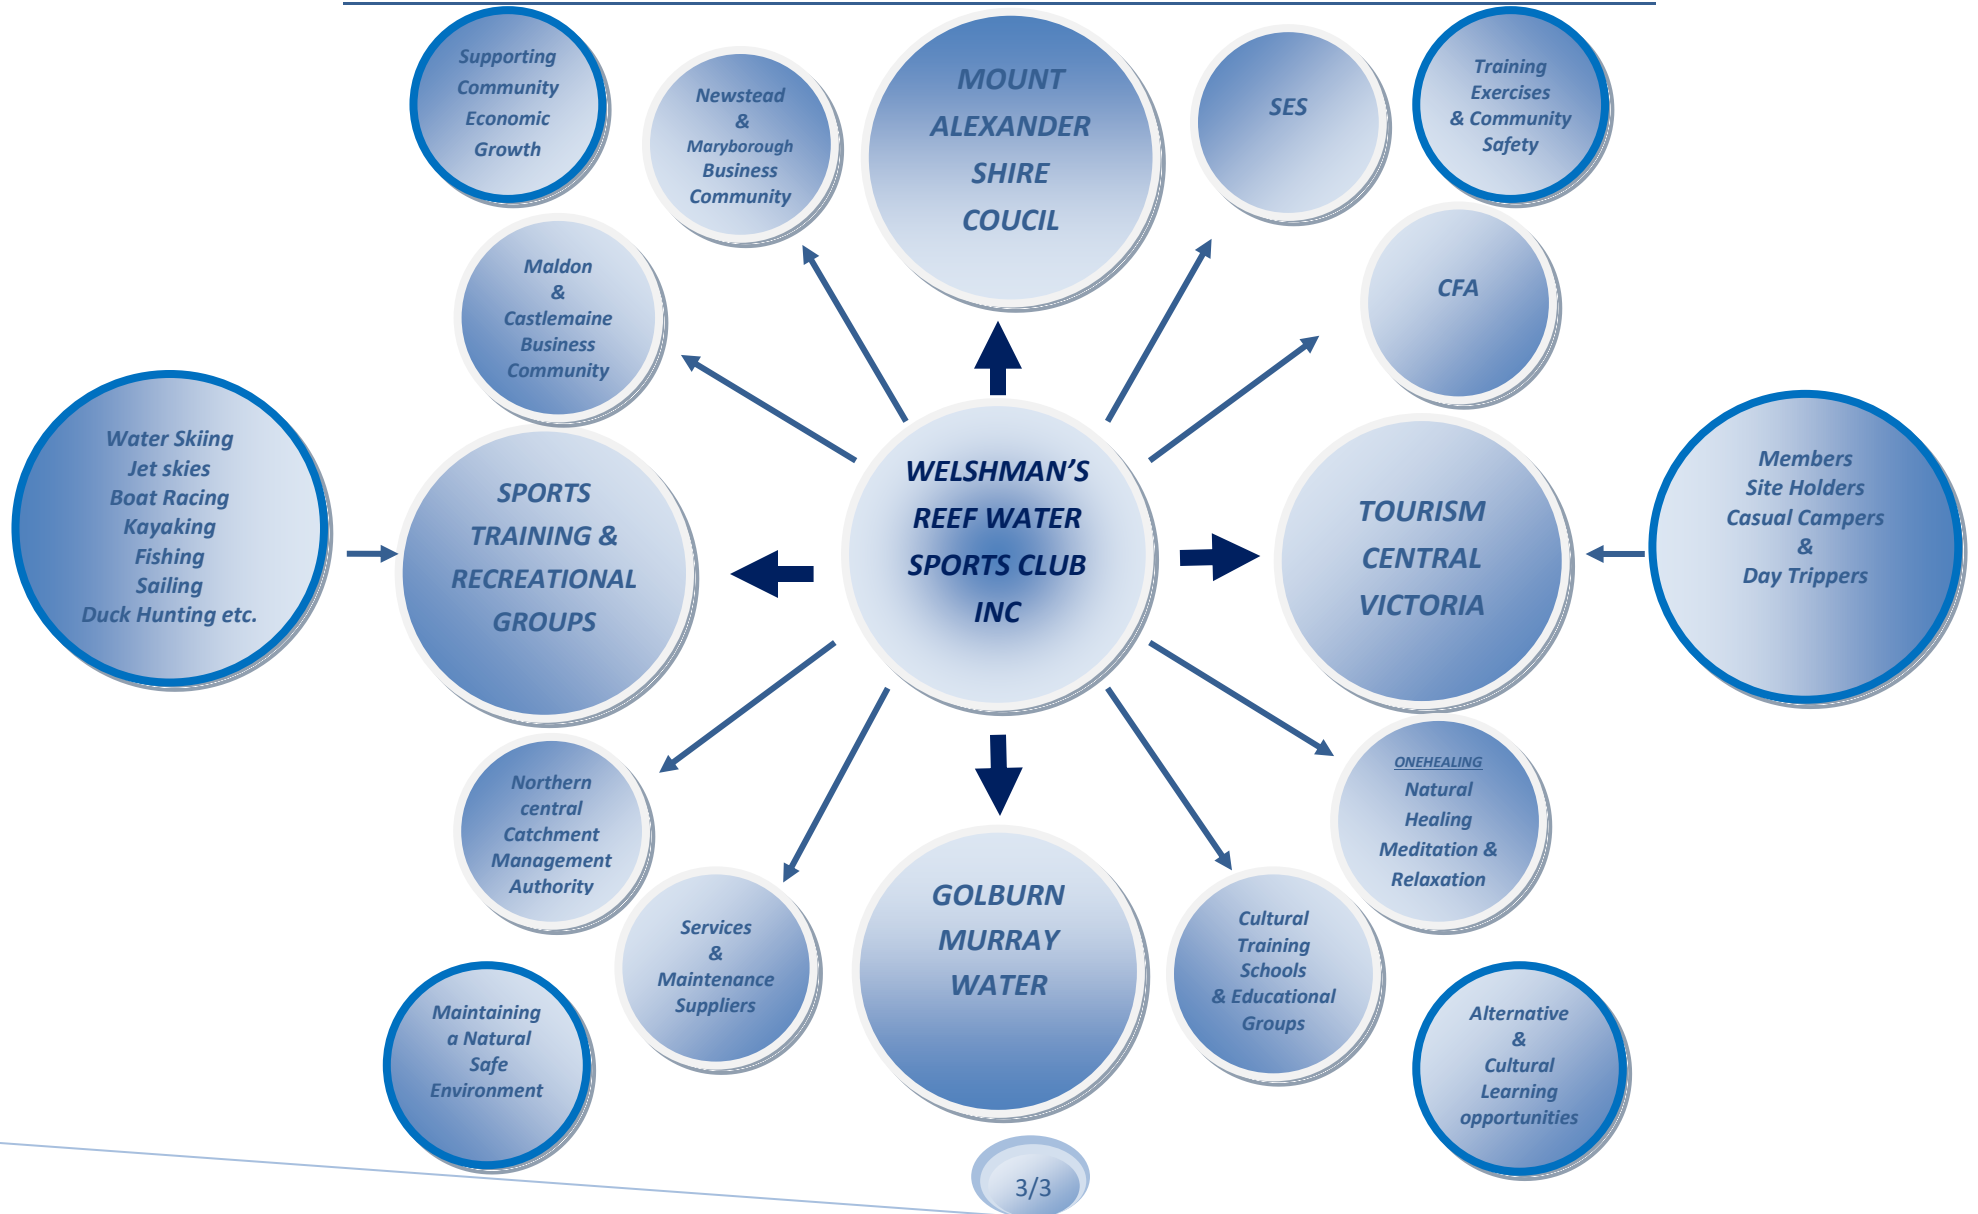 Supporting
Community
Economic
Growth
Newstead
&
Maryborough
Business
Community
MOUNT
ALEXANDER
SHIRE
COUCIL
SES
Training
Exercises
& Community
Safety
Maldon
&
Castlemaine
Business
Community
CFA
Water Skiing
Jet skies
Boat Racing
Kayaking
Fishing
Sailing
Duck Hunting etc.
SPORTS
TRAINING &
RECREATIONAL
GROUPS
WELSHMAN’S
REEF WATER
SPORTS CLUB
INC
TOURISM
CENTRAL
VICTORIA
Members
Site Holders
Casual Campers
&
Day Trippers
Northern
central
Catchment
Management
Authority
Services
&
Maintenance
Suppliers
GOLBURN
MURRAY
WATER
Cultural
Training
Schools
& Educational
Groups
ONEHEALING
Natural
Healing
Meditation &
Relaxation
Maintaining
a Natural
Safe
Environment
Alternative
&
Cultural
Learning
opportunities
3/3